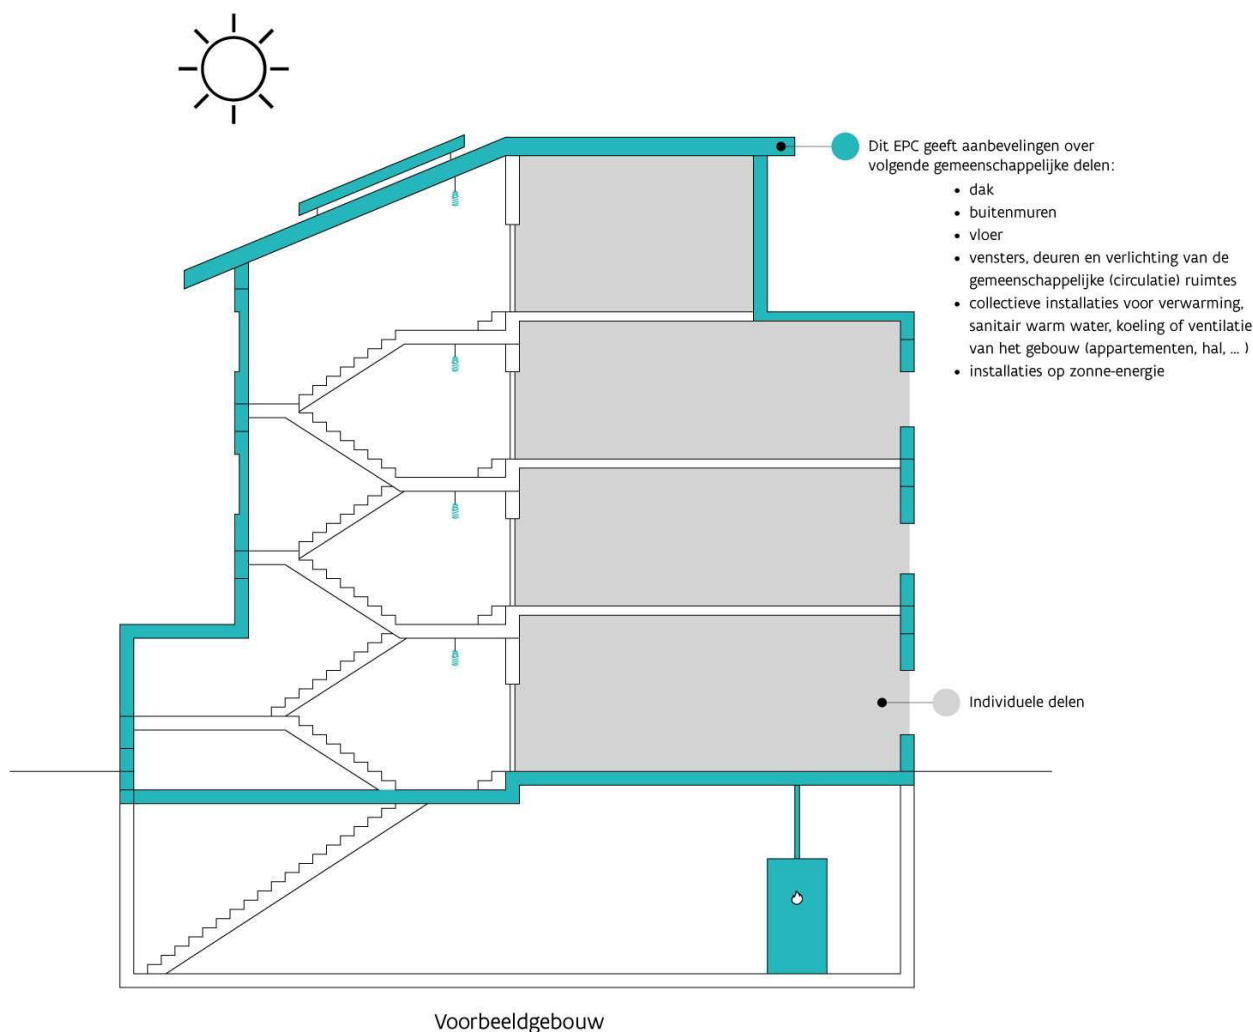 Dit EPC geeft aanbevelingen over
volgende gemeenschappelijke delen:
• dak
• buitenmuren
• vloer
• vensters, deuren en verlichting van de
gemeenschappelijke (circulatie) ruimtes
• collectieve installaties voor verwarming,
sanitair warm water, koeling of ventilatie
van het gebouw (appartementen, hal, ... )
• installaties op zonne-energie
Individuele delen
Voorbeeldgebouw